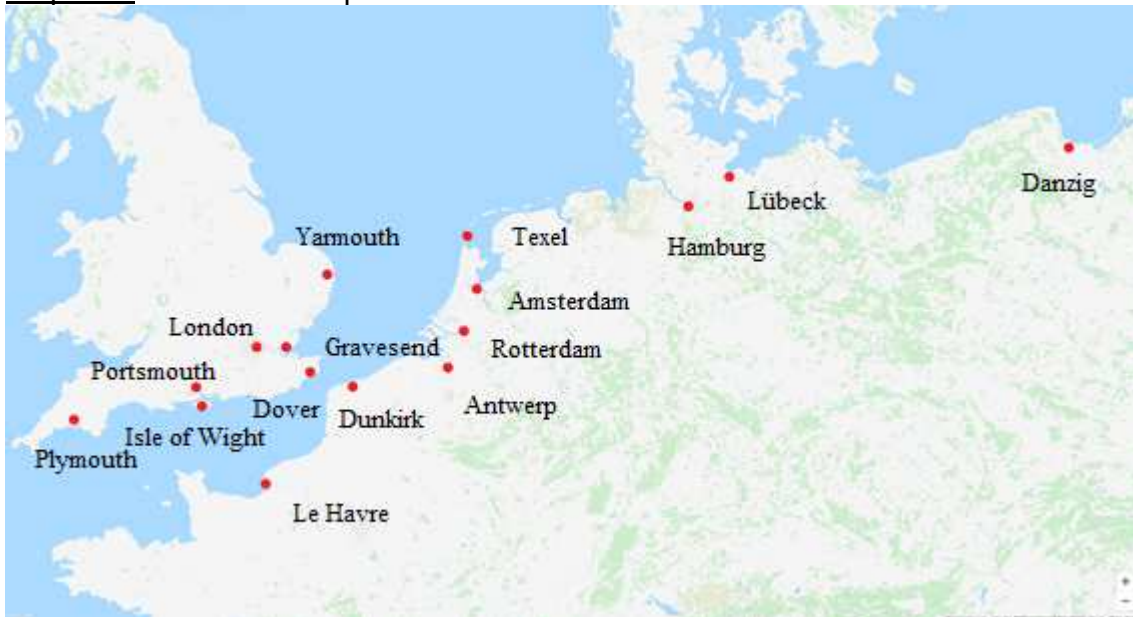 Danzig
Lübeck
Yarmouth
Texel
Hamburg
Amsterdam
London
Gravesend
Rotterdam
Portsmouth
Dover
Dunkirk
Antwerp
Isle of Wight
Plymouth
Le Havre
+
-